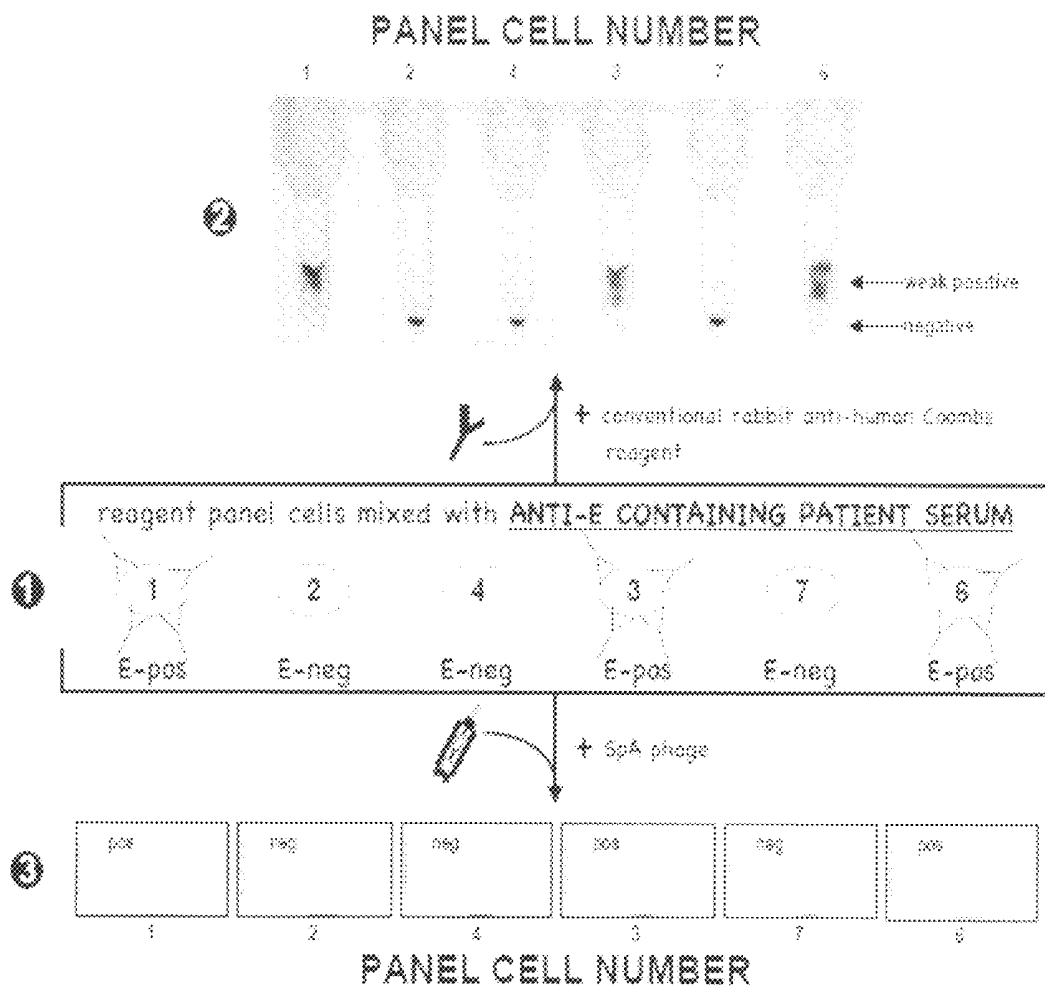 PANEL CELL NUMBER
1 2 4 3 7 6
2
weak positive
negative
+ conventional rabbit anti-human Coombs
reagent
reagent panel cells mixed with ANTI-E CONTAINING PATIENT SERUM
1
1 2 4 3 7 6
E-pos E-neg E-neg E-pos E-neg E-pos
+ SpA phage
3
pos neg neg pos neg pos
1 2 4 3 7 6
PANEL CELL NUMBER